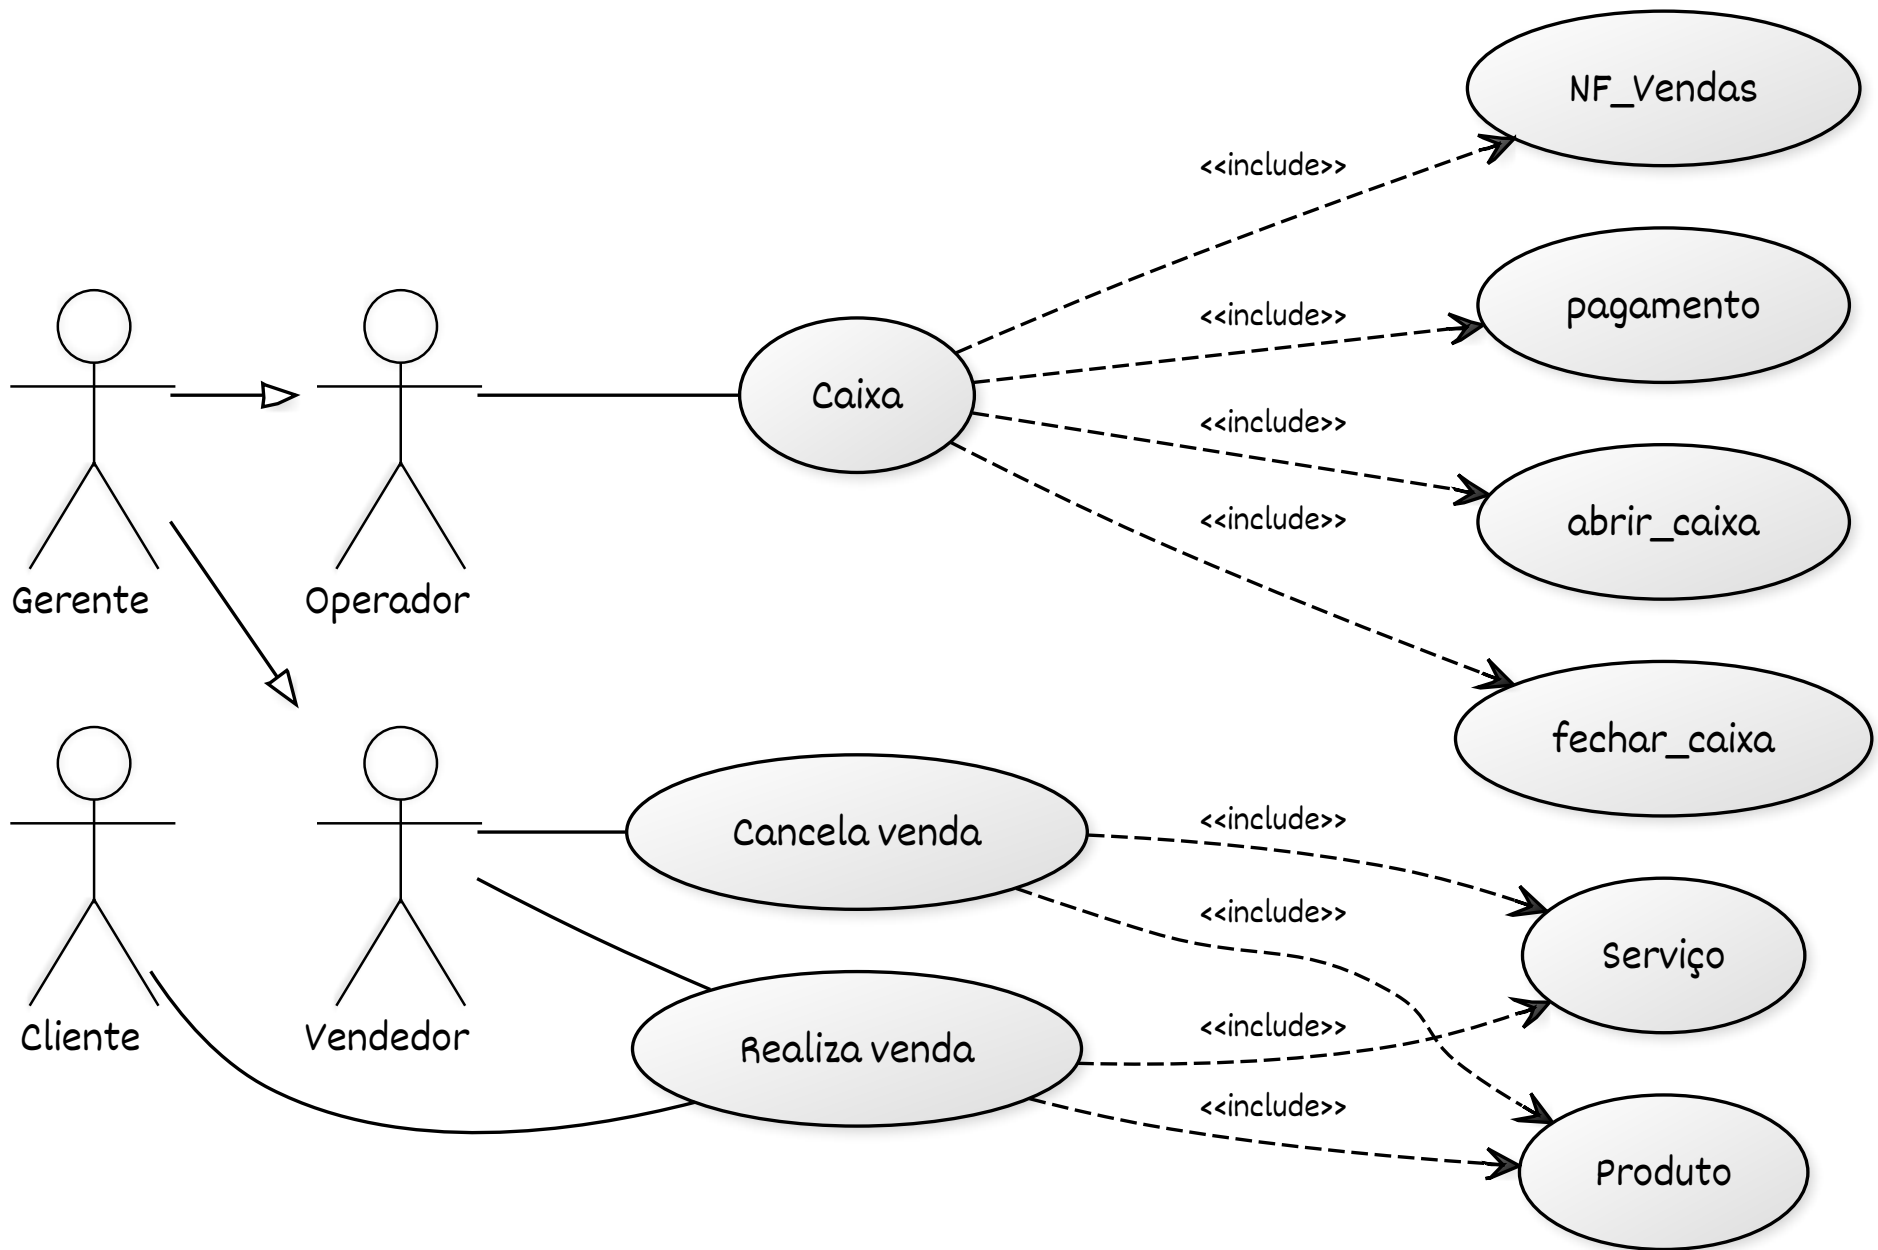 NF_Vendas
<<include>>
pagamento
<<include>>
Caixa
<<include>>
abrir_caixa
<<include>>
Gerente
Operador
fechar_caixa
<<include>>
Cancela venda
<<include>>
Serviço
<<include>>
Cliente
Vendedor
Realiza venda
<<include>>
Produto